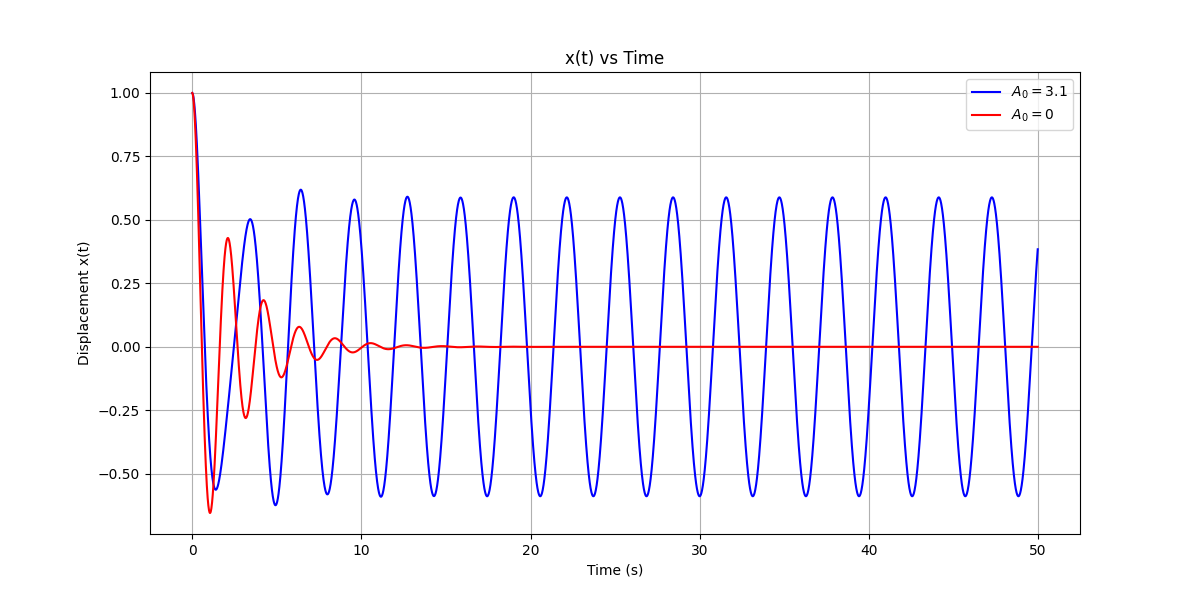 x(t) vs Time
A₀ = 3.1
A₀ = 0
Displacement x(t)
1.00
0.75
0.50
0.25
0.00
−0.25
−0.50
0 10 20 30 40 50
Time (s)